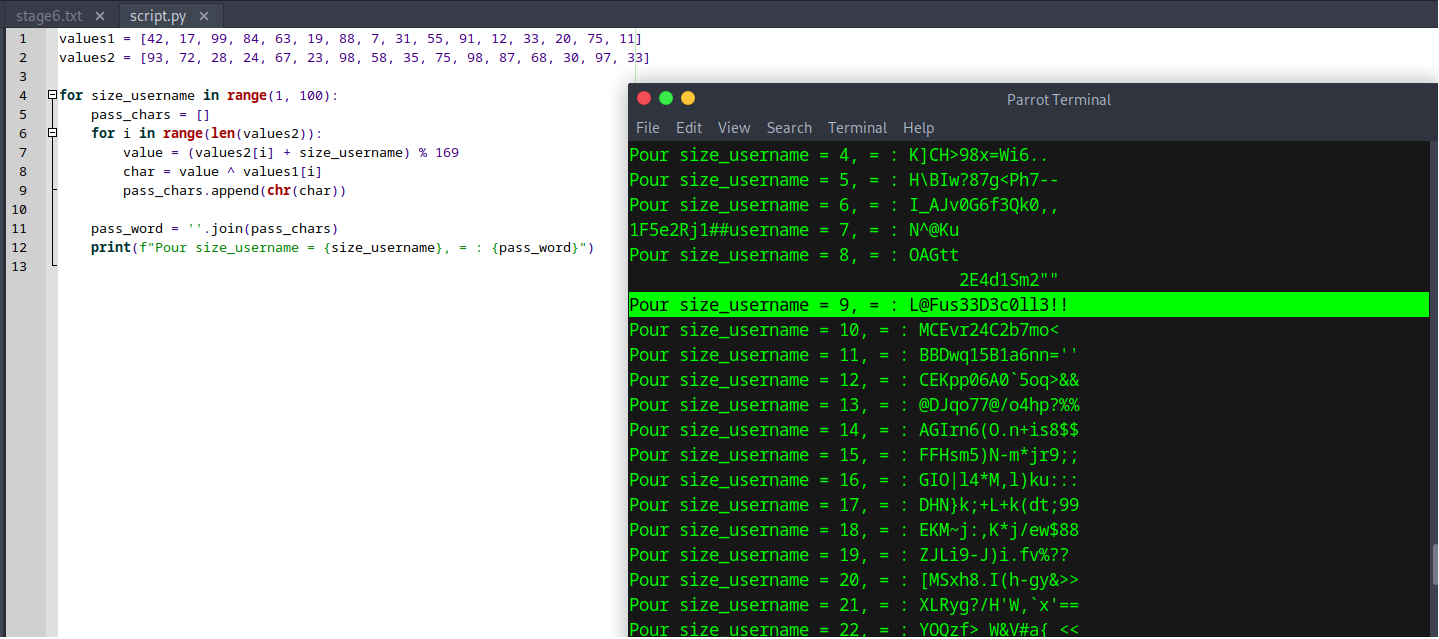 stage6.txt × script.py ×
1 values1 = [42, 17, 99, 84, 63, 19, 88, 7, 31, 55, 91, 12, 33, 20, 75, 11]
2 values2 = [93, 72, 28, 24, 67, 23, 98, 58, 35, 75, 98, 87, 68, 30, 97, 33]
3
4 for size_username in range(1, 100):
5 pass_chars = []
6 for i in range(len(values2)):
7 value = (values2[i] + size_username) % 169
8 char = value ^ values1[i]
9 pass_chars.append(chr(char))
10
11 pass_word = ''.join(pass_chars)
12 print(f"Pour size_username = {size_username}, = : {pass_word}")
13
Parrot Terminal
File Edit View Search Terminal Help
Pour size_username = 4, = : K]CH>98x=Wi6..
Pour size_username = 5, = : H\BIw?87g<Ph7--
Pour size_username = 6, = : I_AJv0G6f3Qk0,,
1F5e2Rj1##username = 7, = : N^@Ku
Pour size_username = 8, = : OAGtt
2E4d1Sm2""
Pour size_username = 9, = : L@Fus33D3c0ll3!!
Pour size_username = 10, = : MCEvr24C2b7mo<
Pour size_username = 11, = : BBDwq15B1a6nn=''
Pour size_username = 12, = : CEKpp06A0`5oq>&&
Pour size_username = 13, = : @DJqo77@/o4hp?%%
Pour size_username = 14, = : AGIrn6(O.n+is8$$
Pour size_username = 15, = : FFHsm5)N-m*jr9;;
Pour size_username = 16, = : GIO|l4*M,l)ku:::
Pour size_username = 17, = : DHN}k;+L+k(dt;99
Pour size_username = 18, = : EKM~j:,K*j/ew$88
Pour size_username = 19, = : ZJLi9-J)i.fv%??
Pour size_username = 20, = : [MSxh8.I(h-gy&>>
Pour size_username = 21, = : XLRyg?/H'W,`x'==
Pour size_username = 22, = : YOQzf> W&V#a{ <<